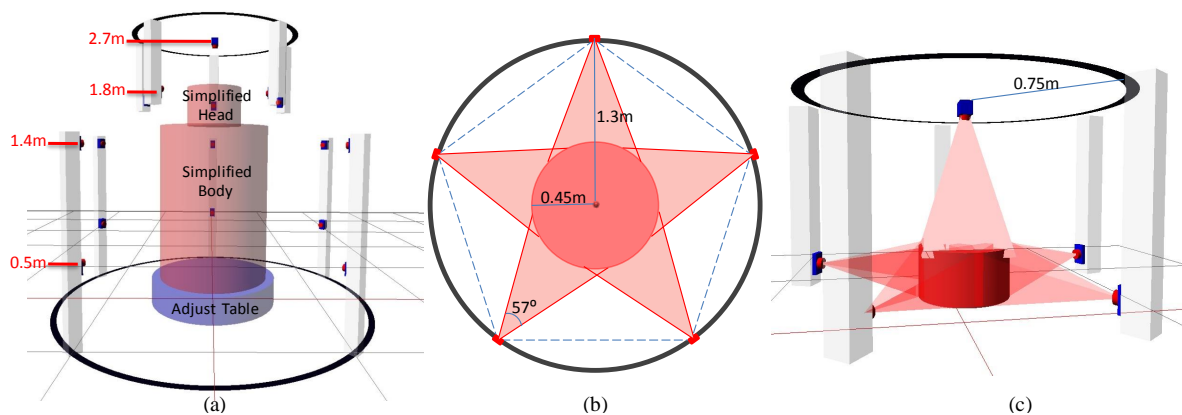 2.7m
1.8m
Simplified
Head
1.4m
Simplified
Body
0.5m
Adjust Table
(a)
1.3m
0.45m
57⁰
(b)
0.75m
(c)